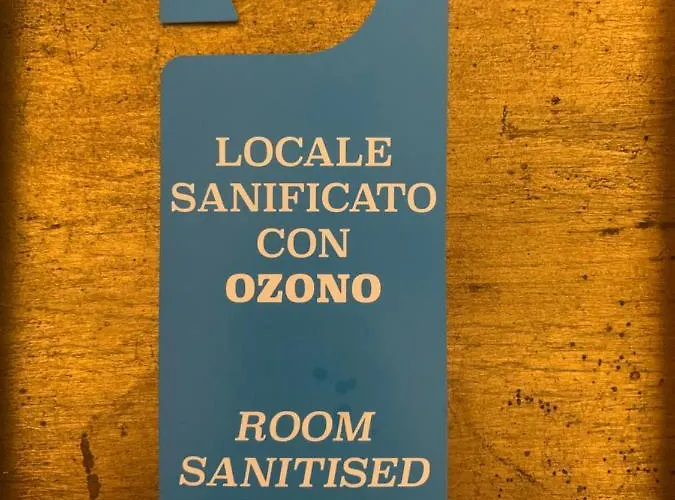 LOCALE
SANIFICATO
CON
OZONO
ROOM
SANITISED